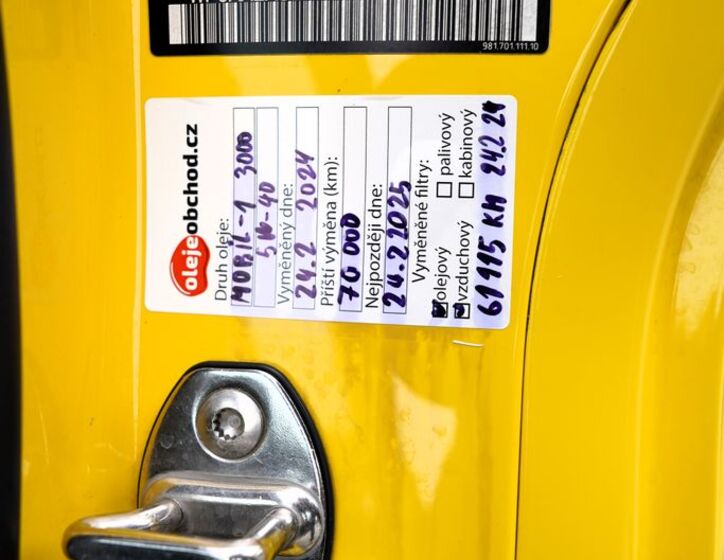 981.701.111.10
olejeobchod.cz
Druh oleje:
MOBIL-1 3000
5W-40
Vyměněný dne:
24.2 2024
Příští výměna (km):
70 000
Nejpozději dne:
24.2 2025
Vyměněné filtry:
olejový palivový
vzduchový kabinový
61115 KM 24.2 24